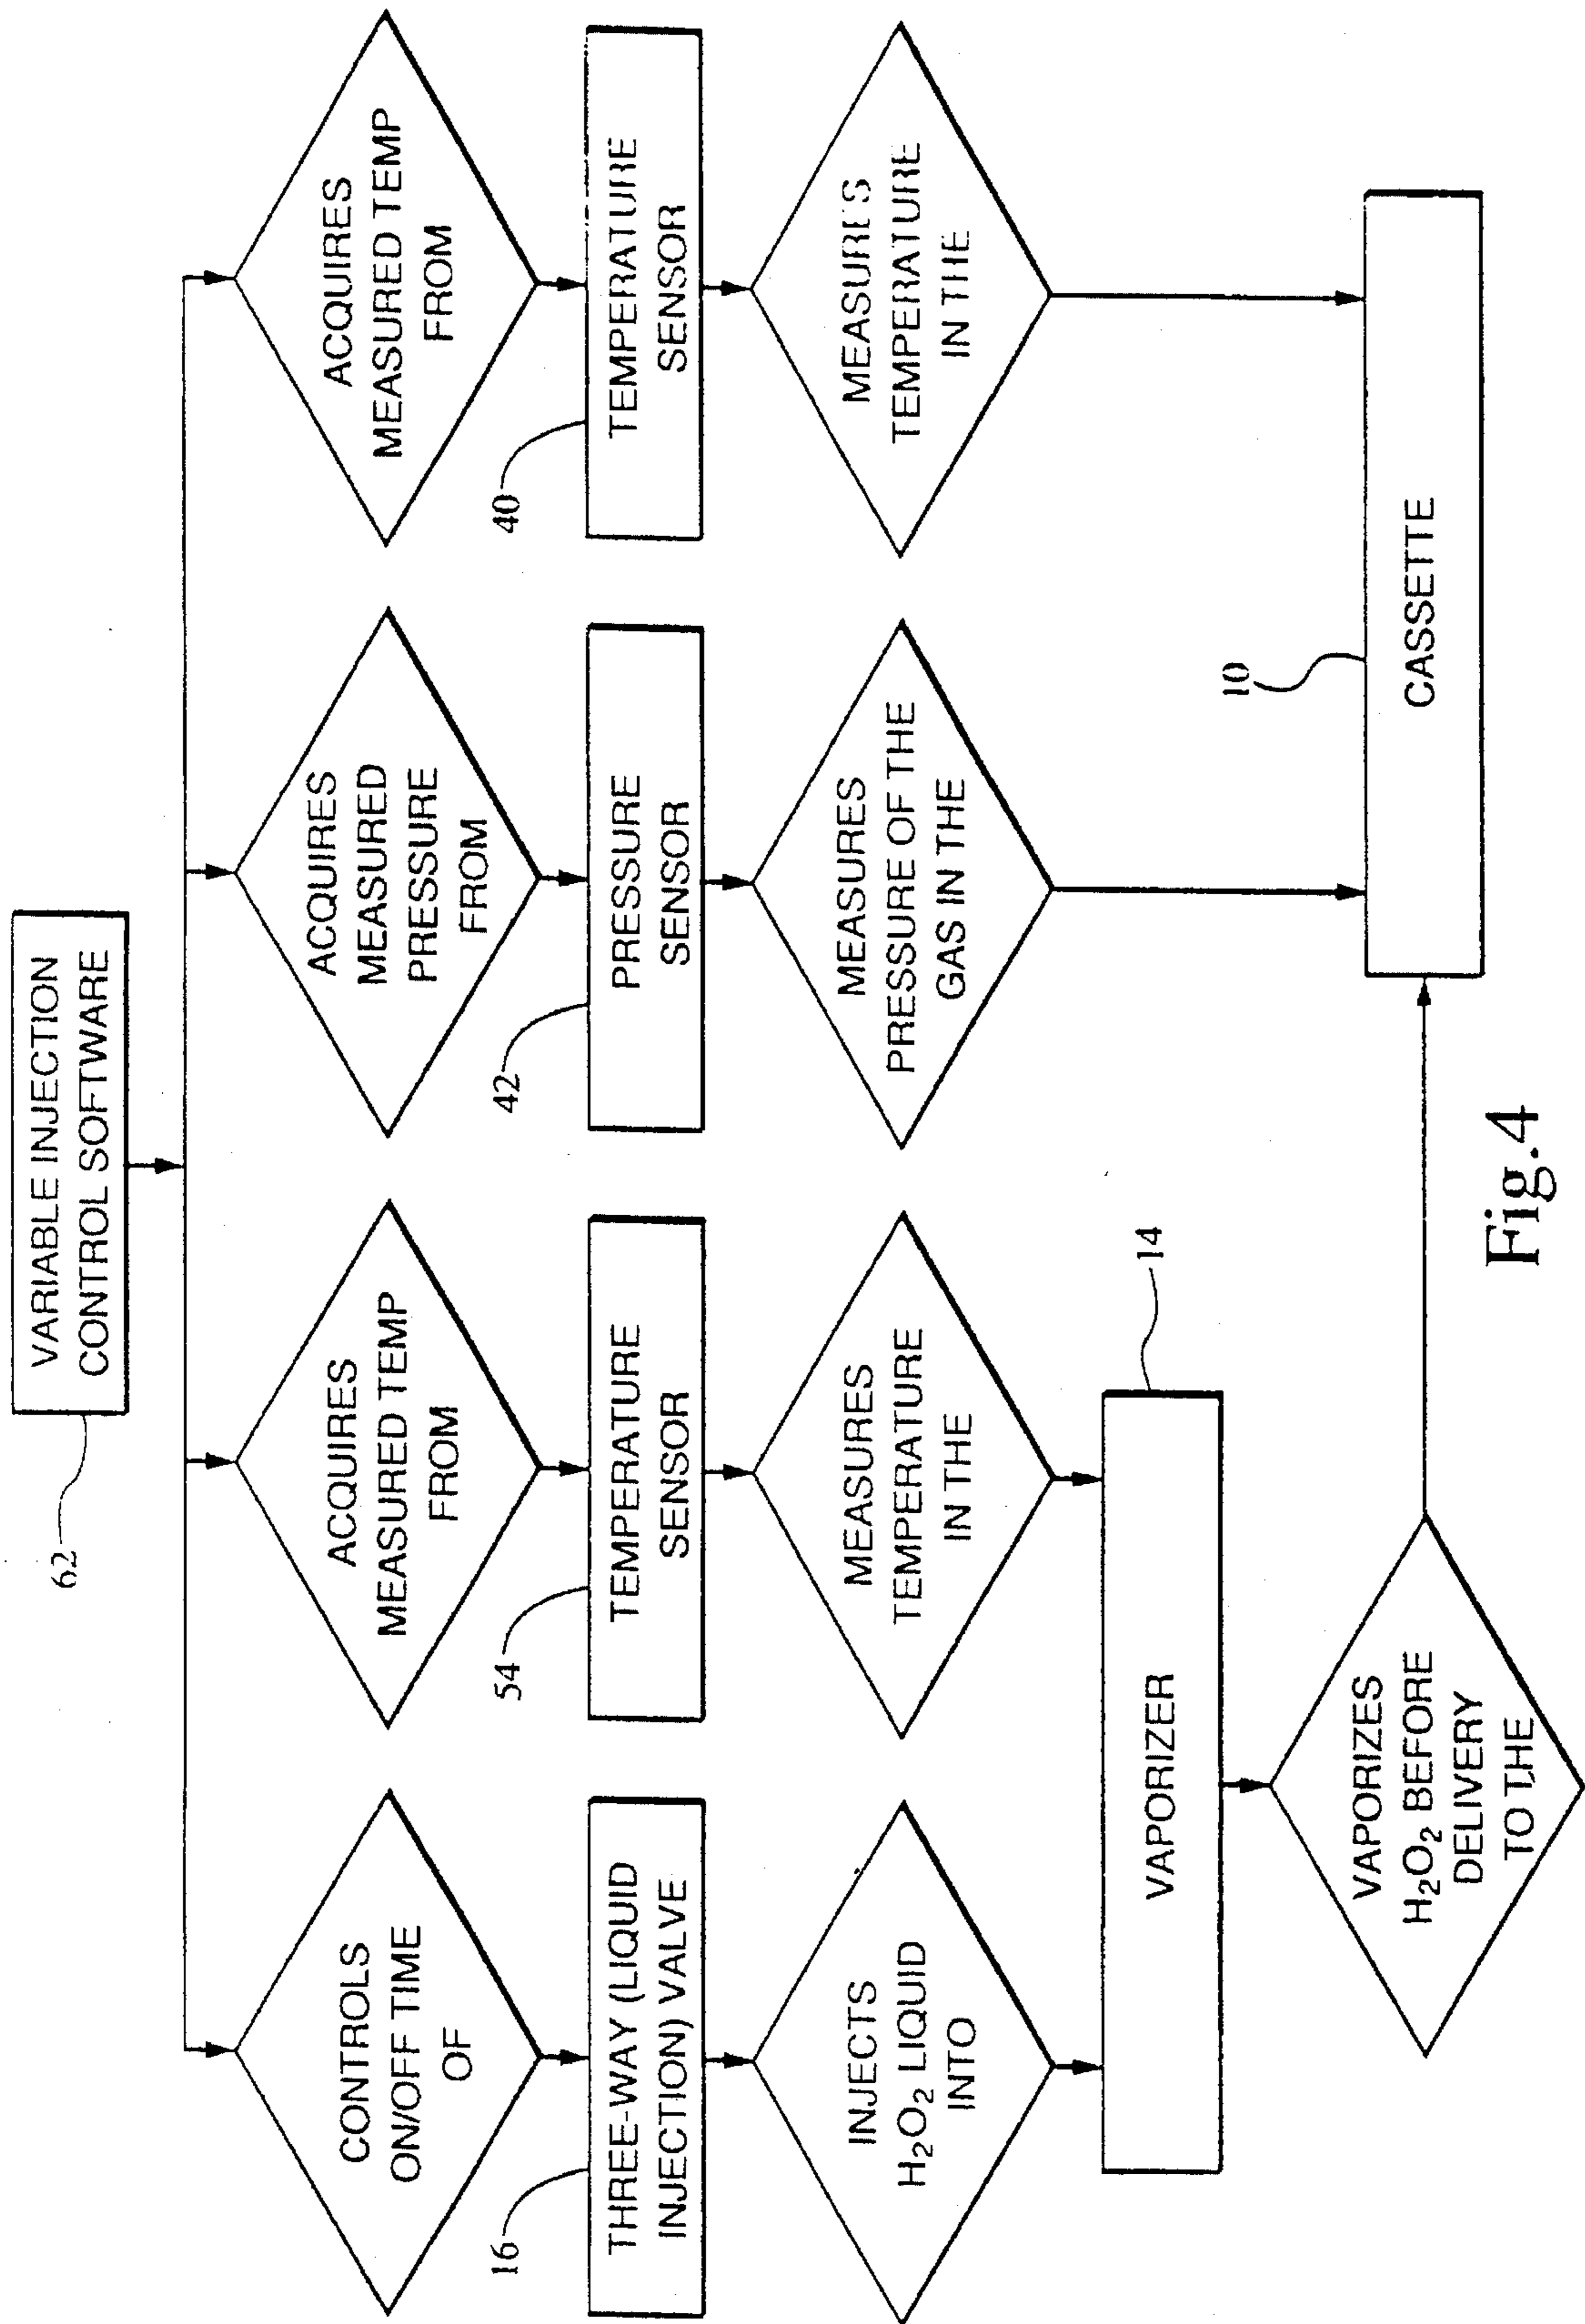 VARIABLE INJECTION
CONTROL SOFTWARE
62
CONTROLS
ON/OFF TIME
OF
ACQUIRES
MEASURED TEMP
FROM
ACQUIRES
MEASURED
PRESSURE
FROM
ACQUIRES
MEASURED TEMP
FROM
16
THREE-WAY (LIQUID
INJECTION) VALVE
54
TEMPERATURE
SENSOR
42
PRESSURE
SENSOR
40
TEMPERATURE
SENSOR
INJECTS
H₂O₂ LIQUID
INTO
MEASURES
TEMPERATURE
IN THE
MEASURES
PRESSURE OF THE
GAS IN THE
MEASURES
TEMPERATURE
IN THE
VAPORIZER
14
VAPORIZES
H₂O₂ BEFORE
DELIVERY
TO THE
10
CASSETTE
Fig.4